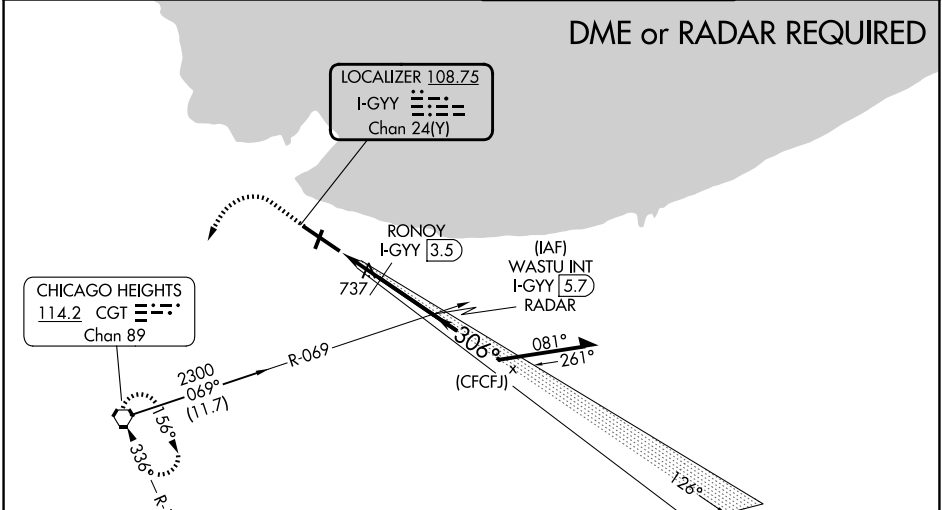 DME or RADAR REQUIRED
LOCALIZER 108.75
I-GYY
Chan 24(Y)
RONOY
I-GYY 3.5
(IAF)
WASTU INT
I-GYY 5.7
RADAR
737
CHICAGO HEIGHTS
114.2 CGT
Chan 89
306°
081°
261°
(CFCFJ)
x
R-069
2300
069°
(11.7)
156°
336°
R-
126°